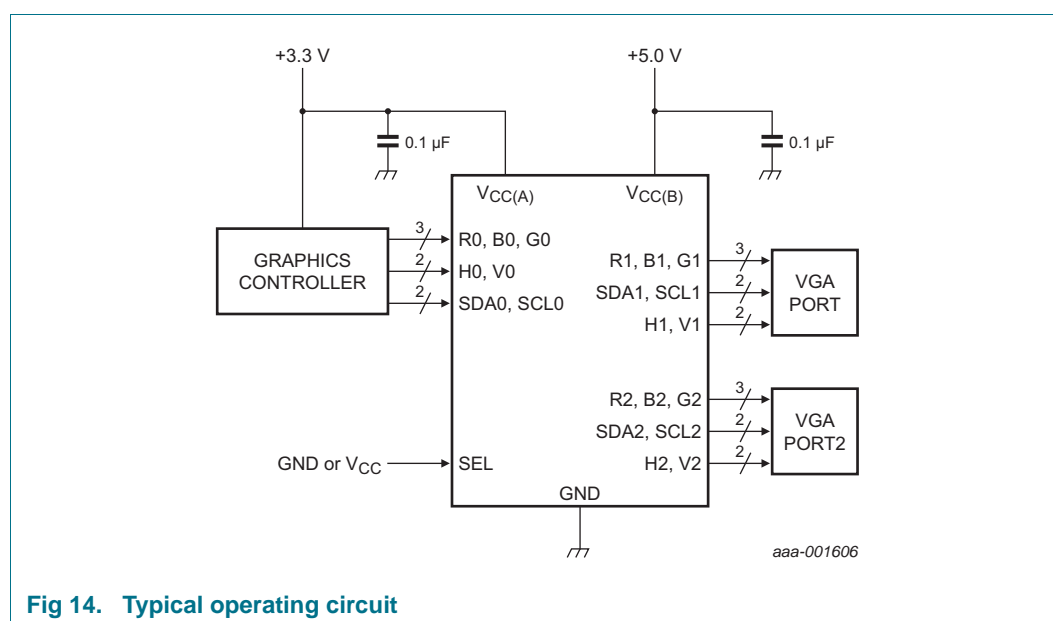 +3.3 V
+5.0 V
0.1 μF
0.1 μF
VCC(A)
VCC(B)
GRAPHICS
CONTROLLER
3
R0, B0, G0
2
H0, V0
2
SDA0, SCL0
R1, B1, G1
3
SDA1, SCL1
2
H1, V1
2
VGA
PORT
R2, B2, G2
3
SDA2, SCL2
2
H2, V2
2
VGA
PORT2
GND or VCC
SEL
GND
aaa-001606
Fig 14. Typical operating circuit